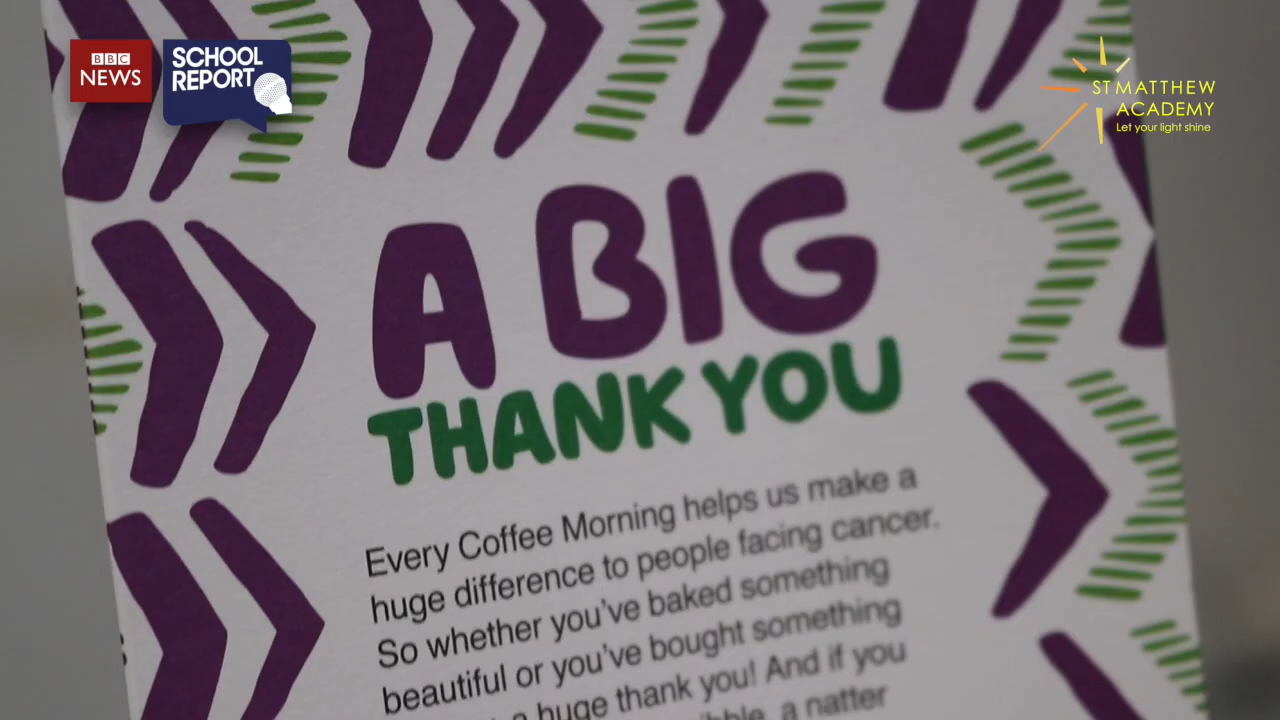 BBC
NEWS
SCHOOL
REPORT
ST MATTHEW
ACADEMY
Let your light shine
A BIG
THANK YOU
Every Coffee Morning helps us make a
huge difference to people facing cancer.
So whether you've baked something
beautiful or you've bought something
a huge thank you! And if you
a natter